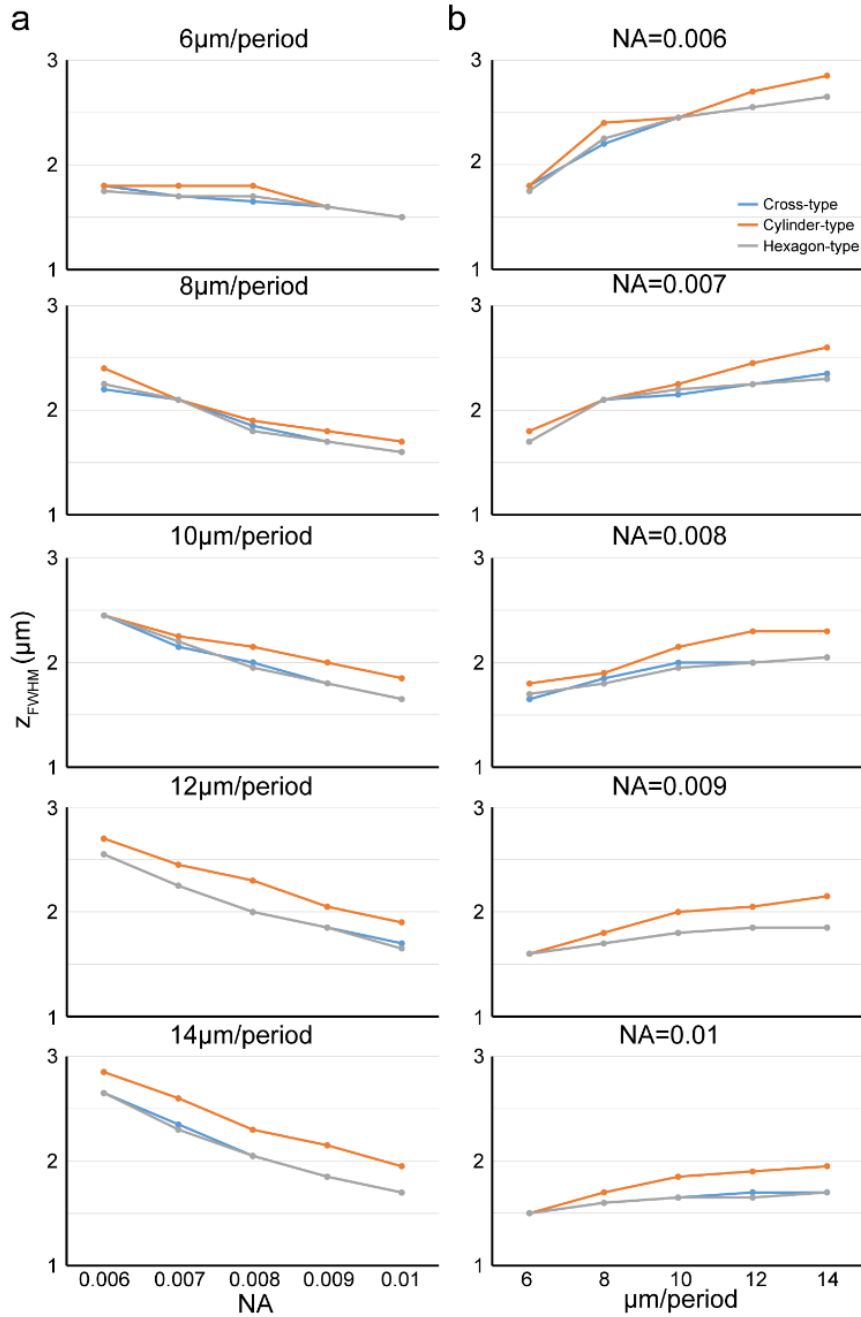 a
6µm/period
3
2
1
8µm/period
3
2
1
10µm/period
3
2
1
12µm/period
3
2
1
14µm/period
3
2
1
0.006 0.007 0.008 0.009 0.01
NA
zFWHM (µm)
b
NA=0.006
3
2
1
Cross-type
Cylinder-type
Hexagon-type
NA=0.007
3
2
1
NA=0.008
3
2
1
NA=0.009
3
2
1
NA=0.01
3
2
1
6 8 10 12 14
µm/period